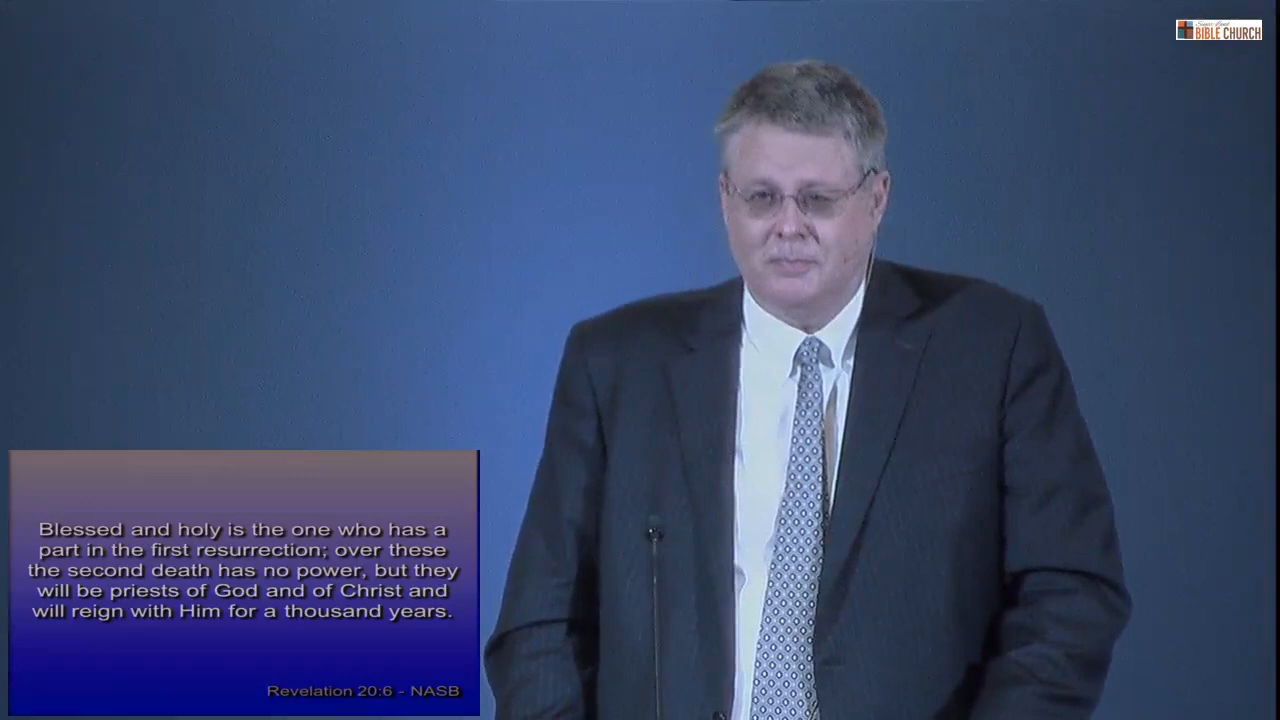 Sugar Land
BIBLE CHURCH
Blessed and holy is the one who has a
part in the first resurrection; over these
the second death has no power, but they
will be priests of God and of Christ and
will reign with Him for a thousand years.
Revelation 20:6 - NASB